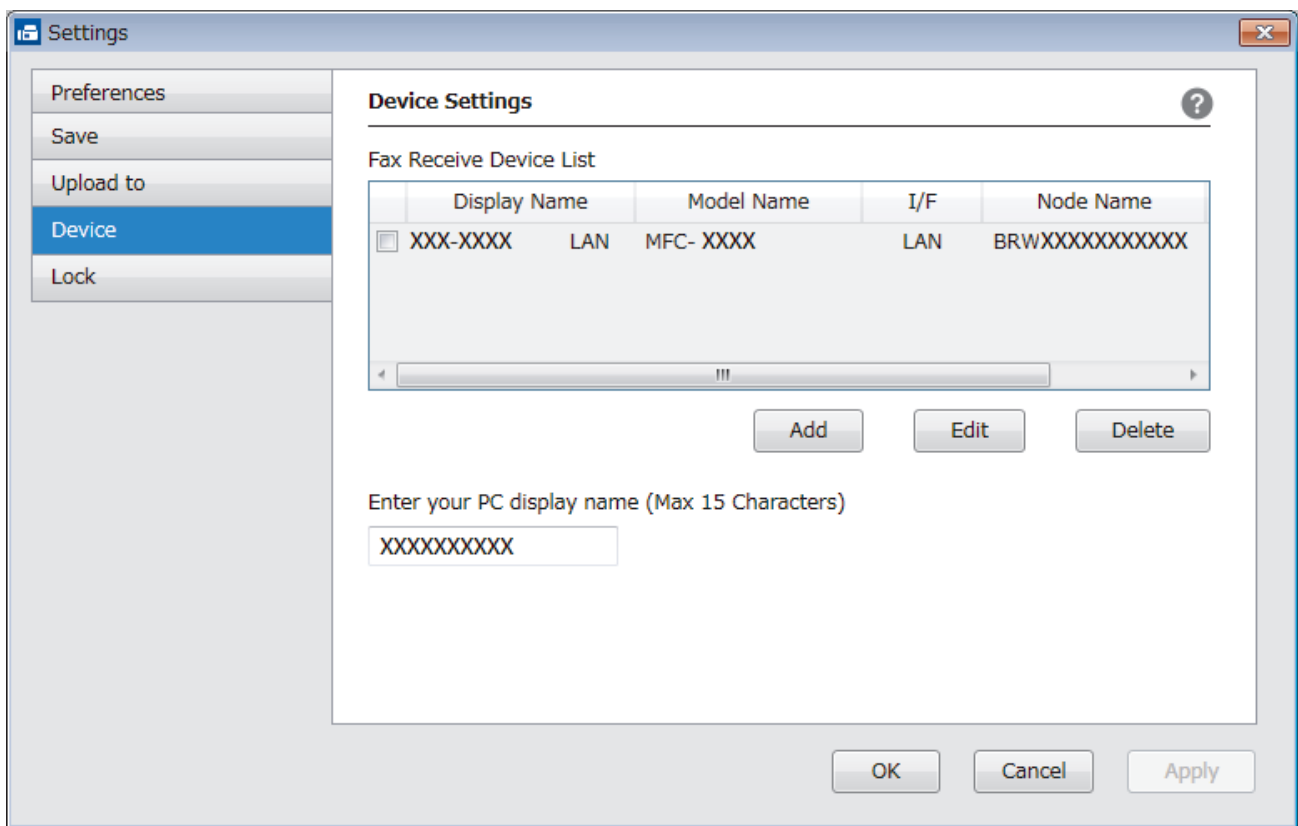 Settings
Preferences
Save
Upload to
Device
Lock
Device Settings
?
Fax Receive Device List
Display Name Model Name I/F Node Name
XXX-XXXX LAN MFC- XXXX LAN BRWXXXXXXXXXXX
Add Edit Delete
Enter your PC display name (Max 15 Characters)
XXXXXXXXXX
OK Cancel Apply